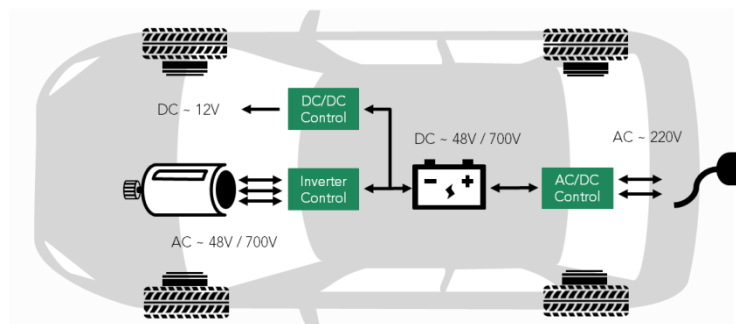 DC ~ 12V
DC/DC
Control
DC ~ 48V / 700V
AC ~ 220V
Inverter
Control
- +
AC/DC
Control
AC ~ 48V / 700V